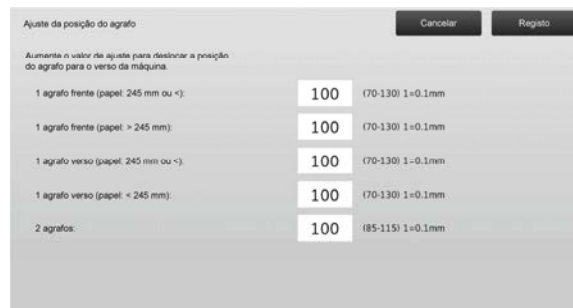 Ajuste da posição do agrafo
Cancelar
Registo
Aumente o valor de ajuste para deslocar a posição
do agrafo para o verso da máquina.
1 agrafo frente (papel: 245 mm ou <): 100 (70-130) 1=0.1mm
1 agrafo frente (papel: > 245 mm): 100 (70-130) 1=0.1mm
1 agrafo verso (papel: 245 mm ou <): 100 (70-130) 1=0.1mm
1 agrafo verso (papel: < 245 mm): 100 (70-130) 1=0.1mm
2 agrafos: 100 (85-115) 1=0.1mm